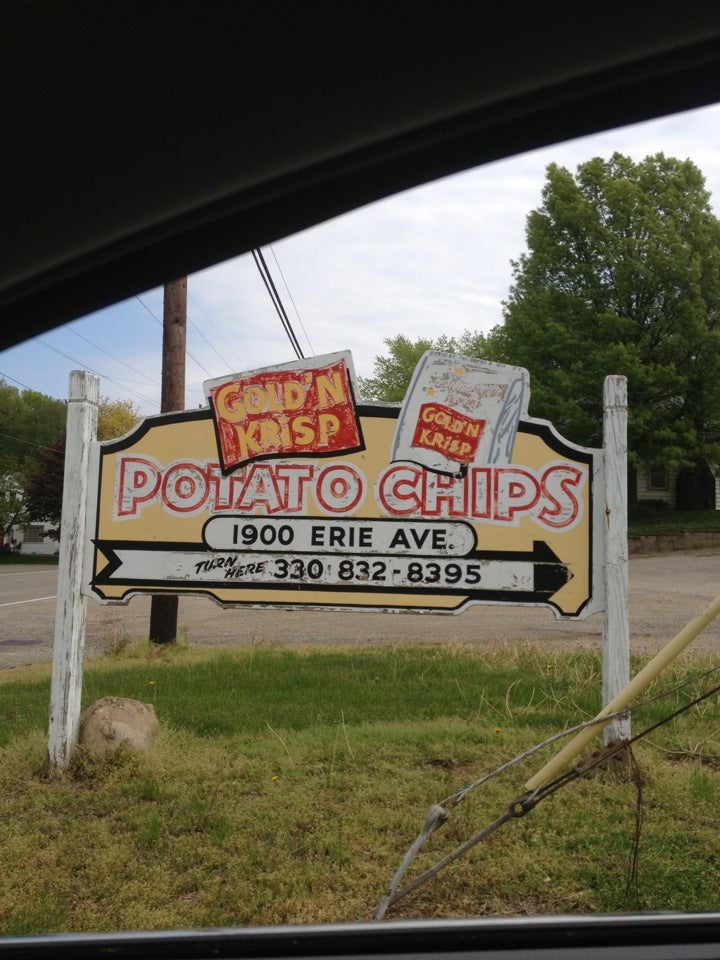 GOLD'N
KRISP
GOLD'N
KRISP
POTATO CHIPS
1900 ERIE AVE.
TURN HERE 330 832-8395